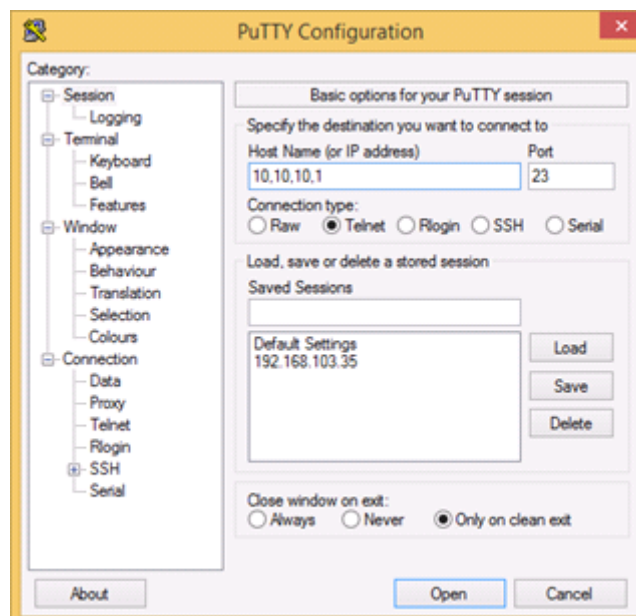 PuTTY Configuration
Category:
Session
Logging
Terminal
Keyboard
Bell
Features
Window
Appearance
Behaviour
Translation
Selection
Colours
Connection
Data
Proxy
Telnet
Rlogin
SSH
Serial
Basic options for your PuTTY session
Specify the destination you want to connect to
Host Name (or IP address) Port
10,10,10,1 23
Connection type:
Raw Telnet Rlogin SSH Serial
Load, save or delete a stored session
Saved Sessions
Default Settings
192.168.103.35
Load
Save
Delete
Close window on exit:
Always Never Only on clean exit
About Open Cancel